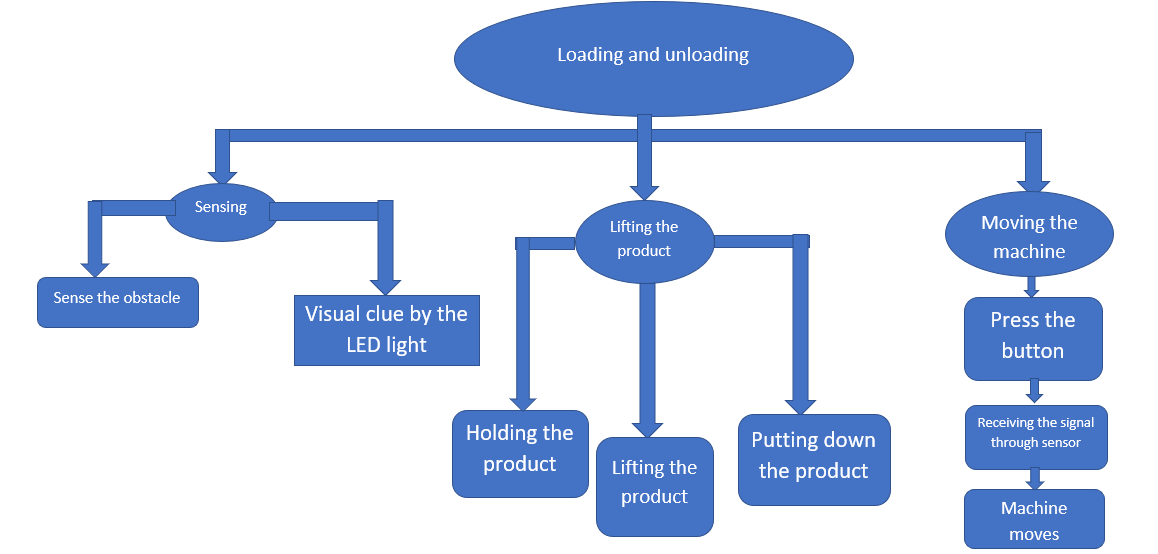 Loading and unloading
Sensing
Lifting the
product
Moving the
machine
Sense the obstacle
Visual clue by the
LED light
Holding the
product
Lifting the
product
Putting down
the product
Press the
button
Receiving the signal
through sensor
Machine
moves